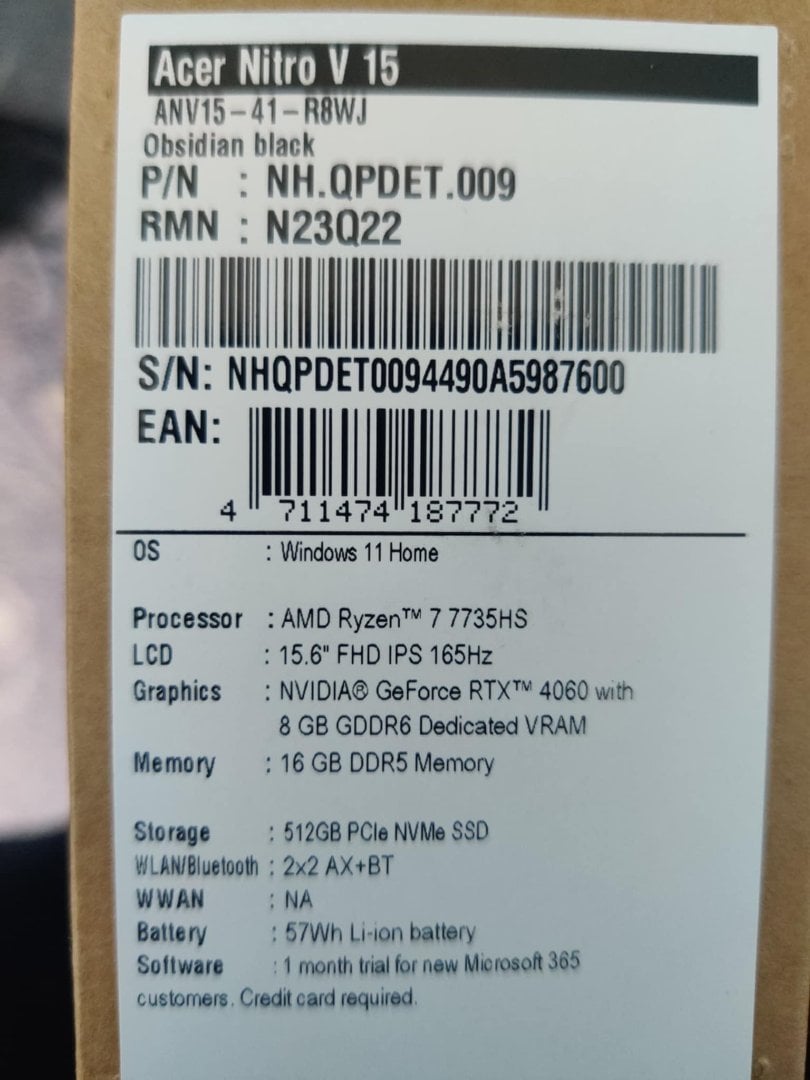 Acer Nitro V 15
ANV15-41-R8WJ
Obsidian black
P/N : NH.QPDET.009
RMN : N23Q22
S/N: NHQPDET0094490A5987600
EAN:
4 711474 187772
OS : Windows 11 Home
Processor : AMD Ryzen™ 7 7735HS
LCD : 15.6" FHD IPS 165Hz
Graphics : NVIDIA® GeForce RTX™ 4060 with
8 GB GDDR6 Dedicated VRAM
Memory : 16 GB DDR5 Memory
Storage : 512GB PCIe NVMe SSD
WLAN/Bluetooth : 2x2 AX+BT
WWAN : NA
Battery : 57Wh Li-ion battery
Software : 1 month trial for new Microsoft 365
customers. Credit card required.